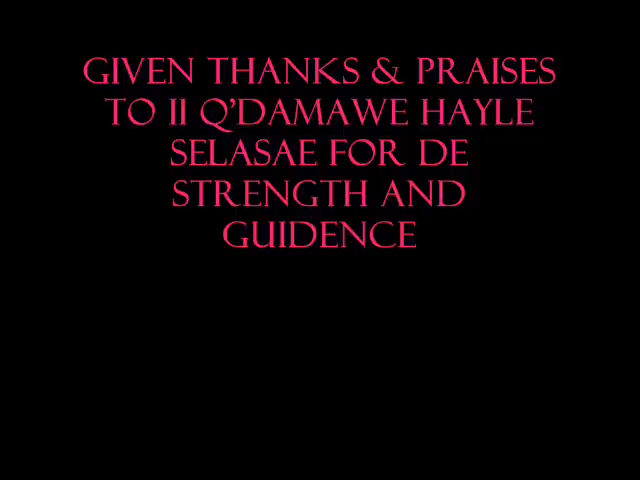 GIVEN THANKS & PRAISES
TO II Q'DAMAWE HAYLE
SELASAE FOR DE
STRENGTH AND
GUIDENCE